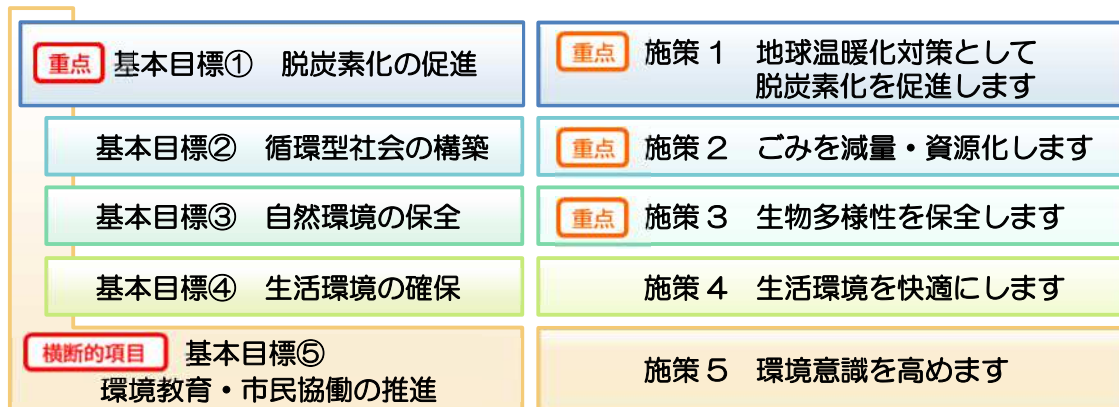 重点 基本目標① 脱炭素化の促進
重点 施策1 地球温暖化対策として
脱炭素化を促進します
基本目標② 循環型社会の構築
重点 施策2 ごみを減量・資源化します
基本目標③ 自然環境の保全
重点 施策3 生物多様性を保全します
基本目標④ 生活環境の確保
施策4 生活環境を快適にします
横断的項目 基本目標⑤
環境教育・市民協働の推進
施策5 環境意識を高めます